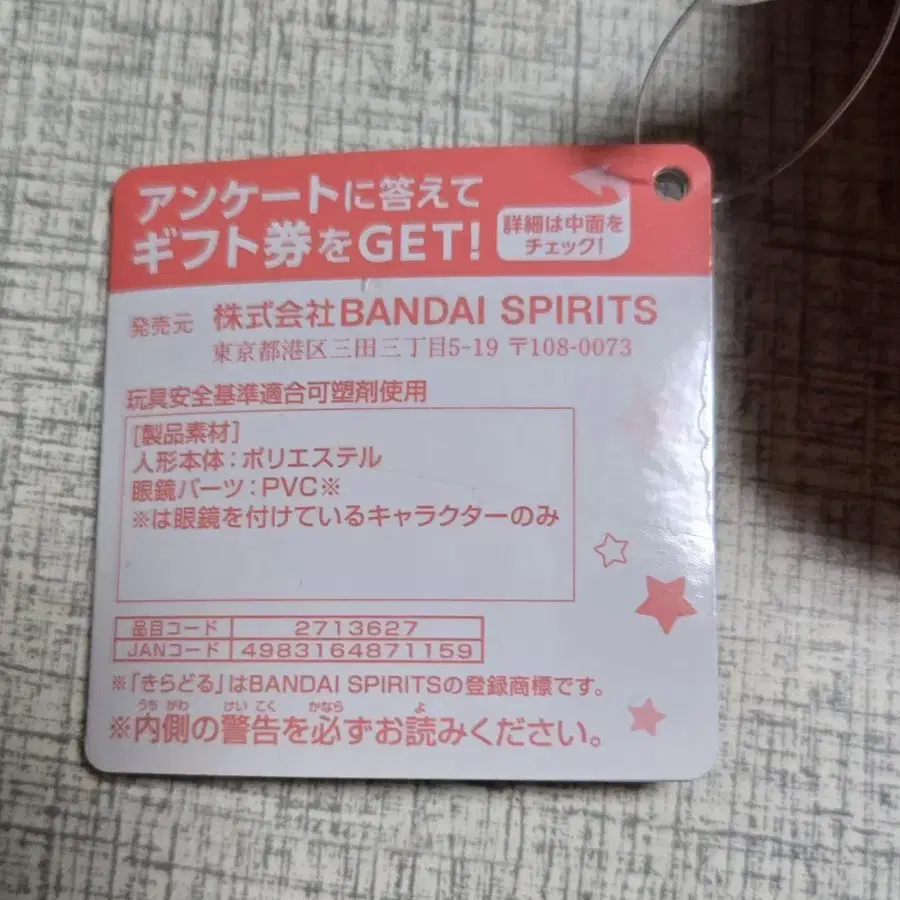 アンケートに答えて
ギフト券をGET!
詳細は中面を
チェック!
発売元 株式会社BANDAI SPIRITS
東京都港区三田三丁目5-19 〒108-0073
玩具安全基準適合可塑剤使用
[製品素材]
人形本体:ポリエステル
眼鏡パーツ:PVC※
※は眼鏡を付けているキャラクターのみ
品目コード 2713627
JANコード 4983164871159
※「きらどる」はBANDAI SPIRITSの登録商標です。
うち がわ けい こく かなら よ
※内側の警告を必ずお読みください。